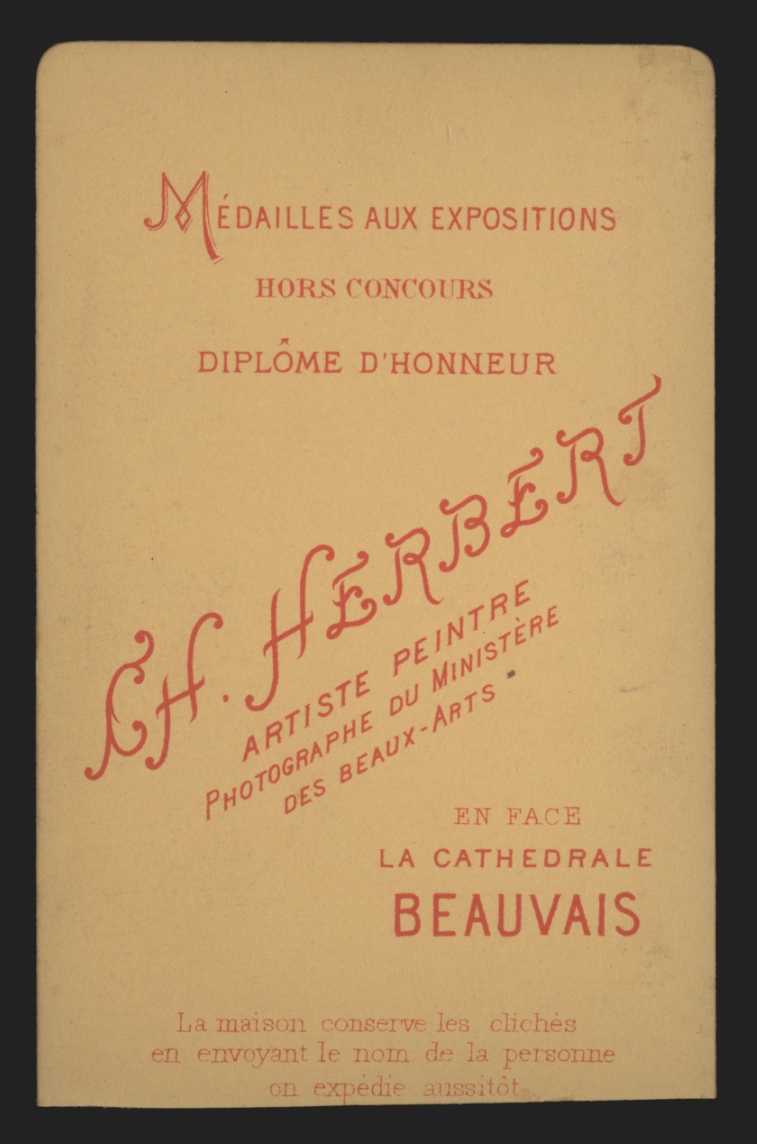 MÉDAILLES AUX EXPOSITIONS
HORS CONCOURS
DIPLÔME D'HONNEUR
CH. HERBERT
ARTISTE PEINTRE
PHOTOGRAPHE DU MINISTÈRE
DES BEAUX-ARTS
EN FACE
LA CATHEDRALE
BEAUVAIS
La maison conserve les clichés
en envoyant le nom de la personne
on expédie aussitôt